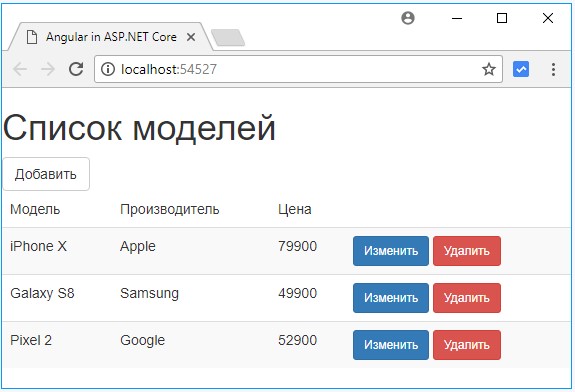 Angular in ASP.NET Core
localhost:54527
Список моделей
Добавить
Модель Производитель Цена
iPhone X Apple 79900 Изменить Удалить
Galaxy S8 Samsung 49900 Изменить Удалить
Pixel 2 Google 52900 Изменить Удалить